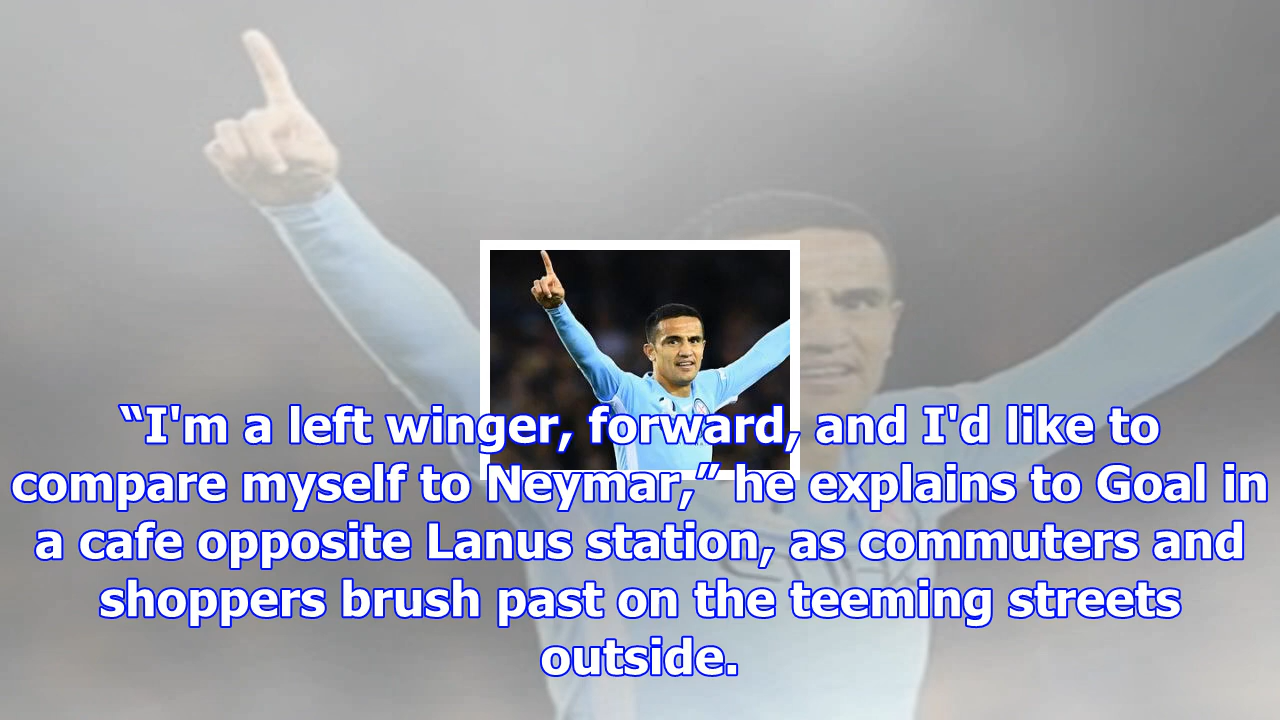 “I'm a left winger, forward, and I'd like to
compare myself to Neymar,” he explains to Goal in
a cafe opposite Lanus station, as commuters and
shoppers brush past on the teeming streets
outside.